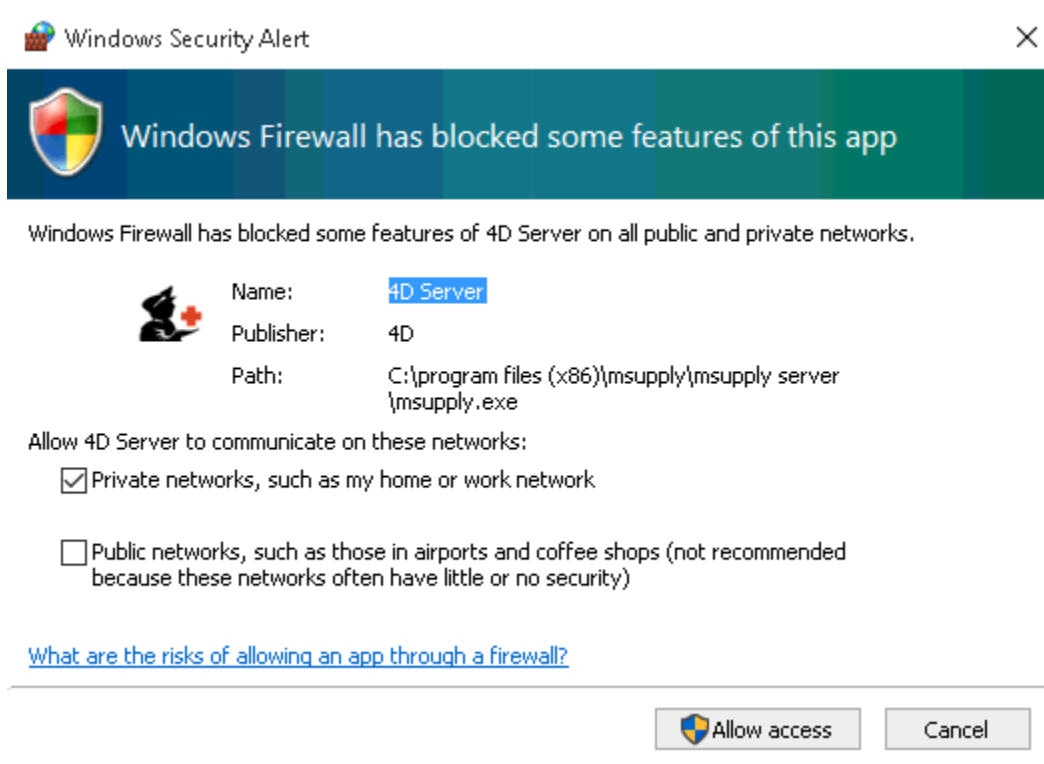 Windows Security Alert
Windows Firewall has blocked some features of this app
Windows Firewall has blocked some features of 4D Server on all public and private networks.
Name: 4D Server
Publisher: 4D
Path: C:\program files (x86)\msupply\msupply server
\msupply.exe
Allow 4D Server to communicate on these networks:
Private networks, such as my home or work network
Public networks, such as those in airports and coffee shops (not recommended
because these networks often have little or no security)
What are the risks of allowing an app through a firewall?
Allow access Cancel